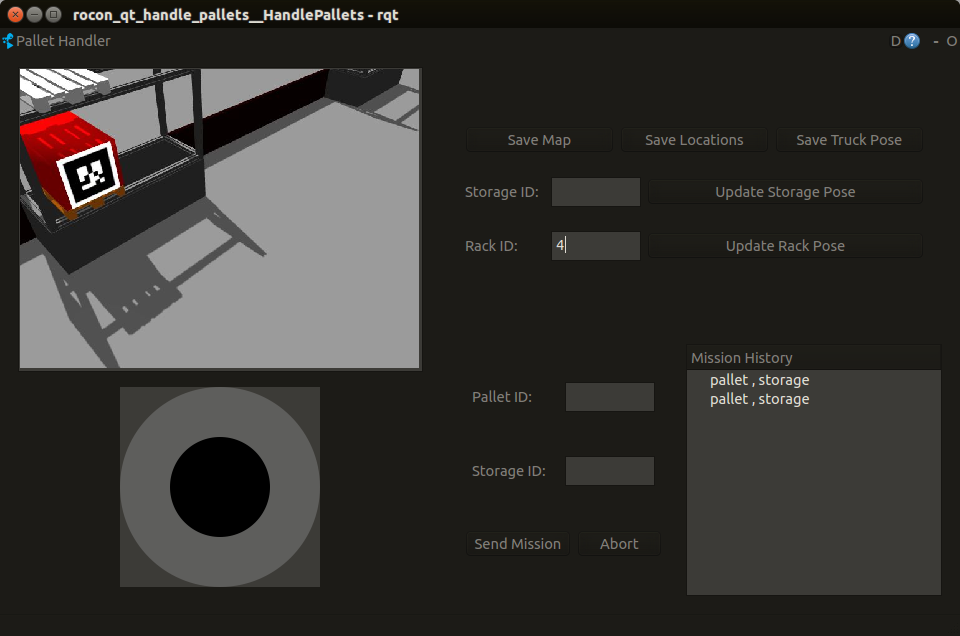 rocon_qt_handle_pallets__HandlePallets - rqt
Pallet Handler
D ? - O
Save Map Save Locations Save Truck Pose
Storage ID: Update Storage Pose
Rack ID: 4 Update Rack Pose
Mission History
pallet , storage
pallet , storage
Pallet ID:
Storage ID:
Send Mission Abort